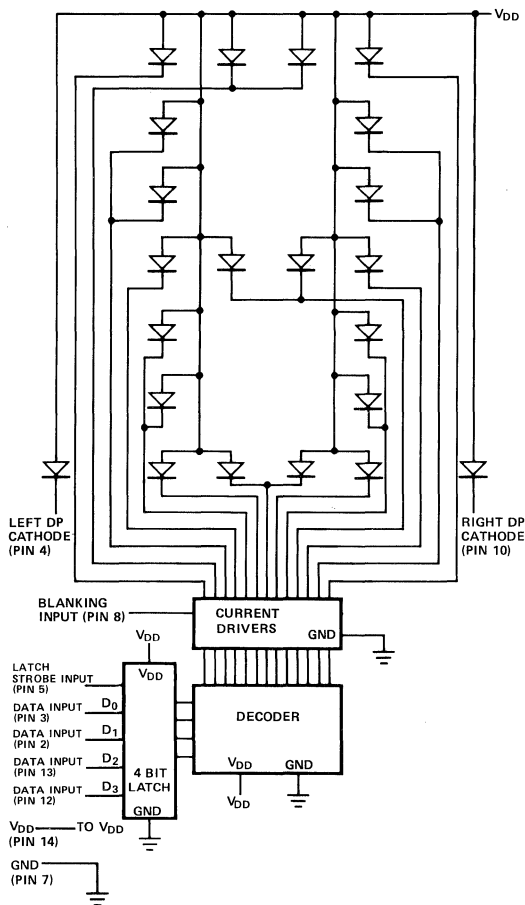 VDD
LEFT DP
CATHODE
(PIN 4)
RIGHT DP
CATHODE
(PIN 10)
BLANKING
INPUT (PIN 8)
CURRENT
DRIVERS
GND
VDD
LATCH
STROBE INPUT
(PIN 5)
VDD
DATA INPUT D0
(PIN 3)
DATA INPUT D1
(PIN 2)
DATA INPUT D2
(PIN 13)
DATA INPUT D3
(PIN 12)
4 BIT
LATCH
GND
DECODER
VDD GND
VDD
VDD TO VDD
(PIN 14)
GND
(PIN 7)